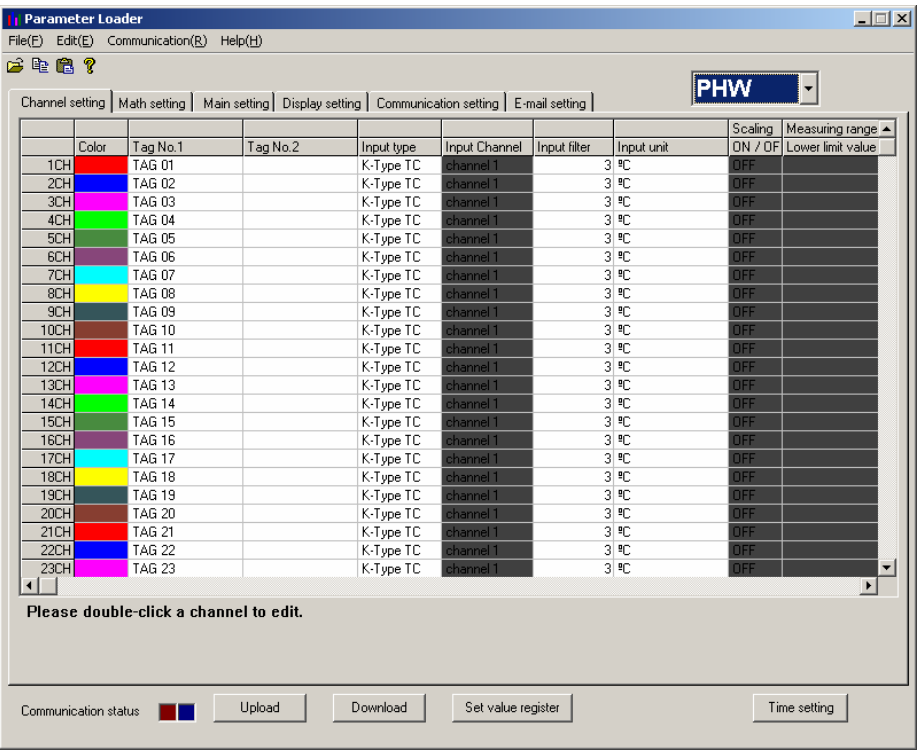 Parameter Loader
File(F) Edit(E) Communication(R) Help(H)
PHW
Channel setting Math setting Main setting Display setting Communication setting E-mail setting
Scaling Measuring range
Color Tag No.1 Tag No.2 Input type Input Channel Input filter Input unit ON / OF Lower limit value
1CH TAG 01 K-Type TC channel 1 3 ºC OFF
2CH TAG 02 K-Type TC channel 1 3 ºC OFF
3CH TAG 03 K-Type TC channel 1 3 ºC OFF
4CH TAG 04 K-Type TC channel 1 3 ºC OFF
5CH TAG 05 K-Type TC channel 1 3 ºC OFF
6CH TAG 06 K-Type TC channel 1 3 ºC OFF
7CH TAG 07 K-Type TC channel 1 3 ºC OFF
8CH TAG 08 K-Type TC channel 1 3 ºC OFF
9CH TAG 09 K-Type TC channel 1 3 ºC OFF
10CH TAG 10 K-Type TC channel 1 3 ºC OFF
11CH TAG 11 K-Type TC channel 1 3 ºC OFF
12CH TAG 12 K-Type TC channel 1 3 ºC OFF
13CH TAG 13 K-Type TC channel 1 3 ºC OFF
14CH TAG 14 K-Type TC channel 1 3 ºC OFF
15CH TAG 15 K-Type TC channel 1 3 ºC OFF
16CH TAG 16 K-Type TC channel 1 3 ºC OFF
17CH TAG 17 K-Type TC channel 1 3 ºC OFF
18CH TAG 18 K-Type TC channel 1 3 ºC OFF
19CH TAG 19 K-Type TC channel 1 3 ºC OFF
20CH TAG 20 K-Type TC channel 1 3 ºC OFF
21CH TAG 21 K-Type TC channel 1 3 ºC OFF
22CH TAG 22 K-Type TC channel 1 3 ºC OFF
23CH TAG 23 K-Type TC channel 1 3 ºC OFF
Please double-click a channel to edit.
Communication status Upload Download Set value register Time setting